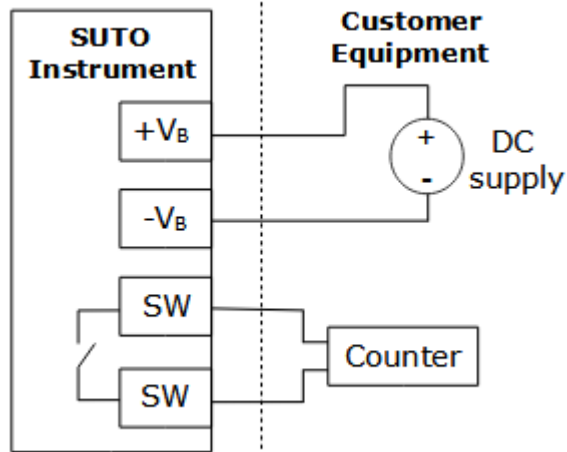 SUTO
Instrument
Customer
Equipment
+VB
-VB
SW
SW
+
-
DC
supply
Counter